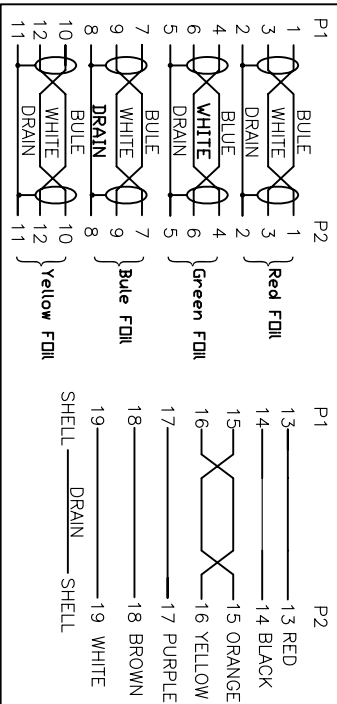 P1 P2
1 BULE 1
3 WHITE 3
2 DRAIN 2
Red FOil
4 BLUE 4
6 WHITE 6
5 DRAIN 5
Green FOil
7 BULE 7
9 WHITE 9
8 DRAIN 8
Bule FOil
10 BULE 10
12 WHITE 12
11 DRAIN 11
Yellow FOil
P1 P2
13 13 RED
14 14 BLACK
15 15 ORANGE
16 16 YELLOW
17 17 PURPLE
18 18 BROWN
19 19 WHITE
SHELL DRAIN SHELL